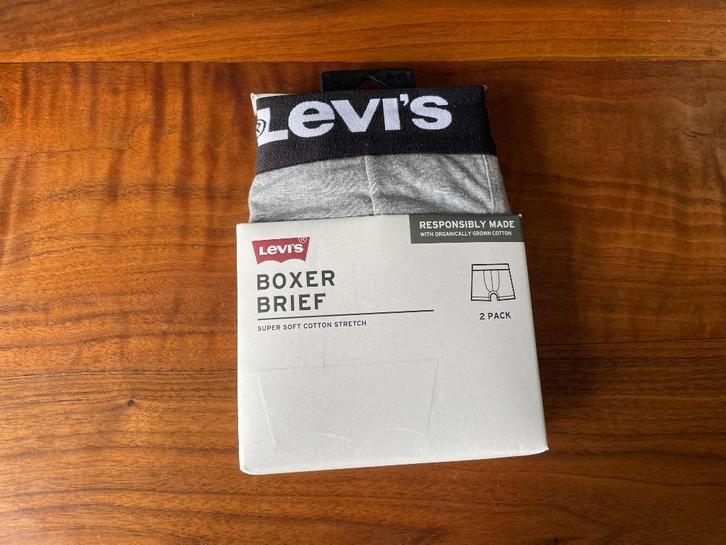 Levi's
RESPONSIBLY MADE
WITH ORGANICALLY GROWN COTTON
Levi's®
BOXER
BRIEF
SUPER SOFT COTTON STRETCH
2 PACK